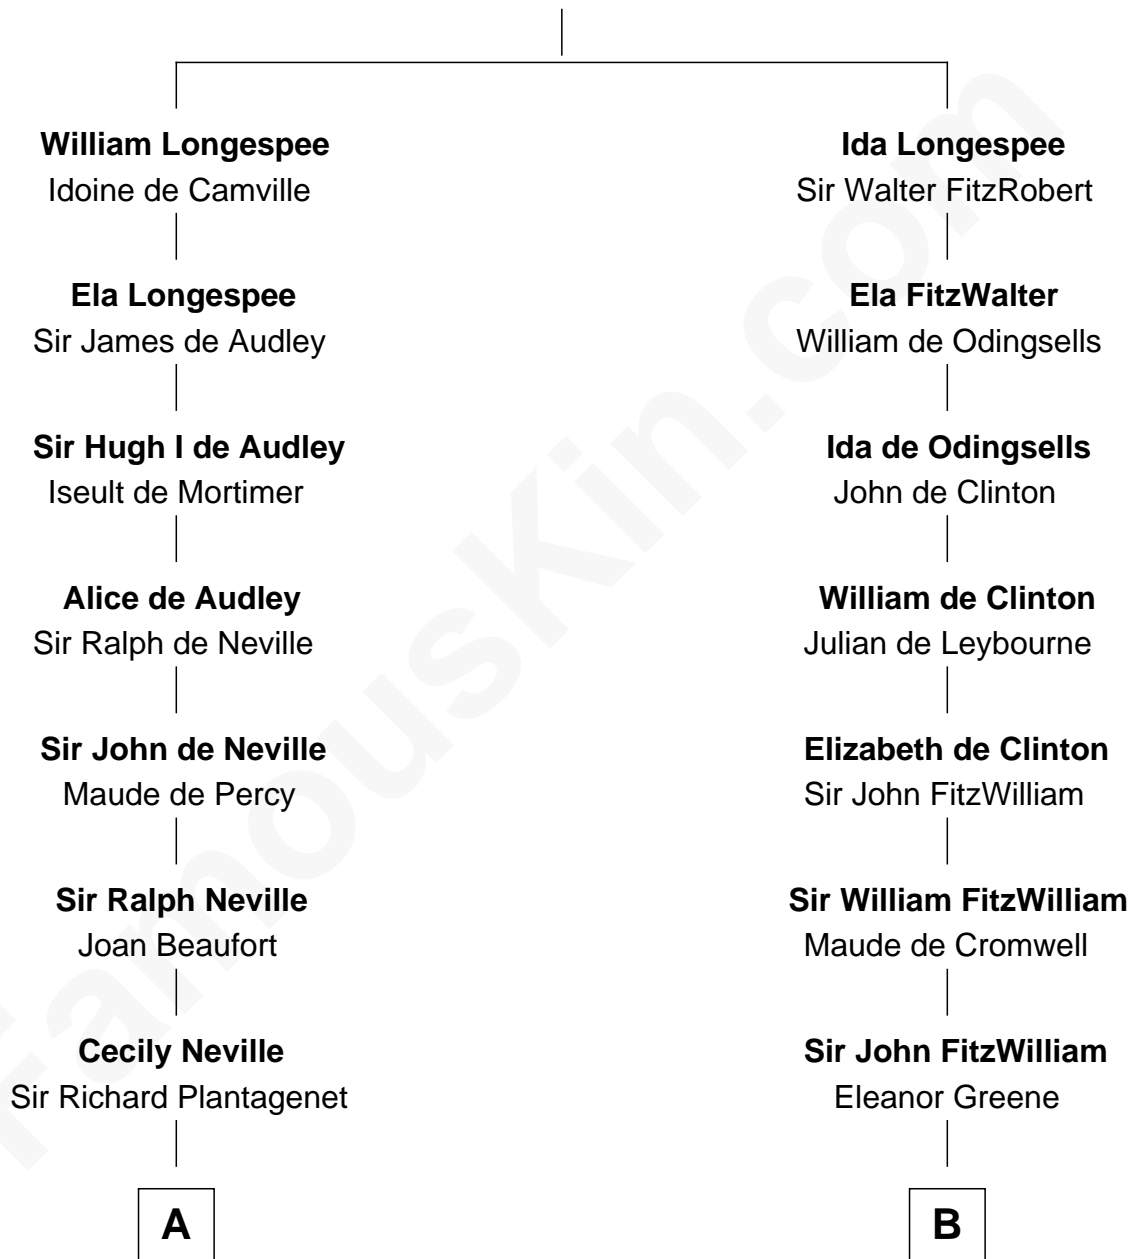 William Longespee
Idoine de Camville
Ela Longespee
Sir James de Audley
Sir Hugh I de Audley
Iseult de Mortimer
Alice de Audley
Sir Ralph de Neville
Sir John de Neville
Maude de Percy
Sir Ralph Neville
Joan Beaufort
Cecily Neville
Sir Richard Plantagenet
A
Ida Longespee
Sir Walter FitzRobert
Ela FitzWalter
William de Odingsells
Ida de Odingsells
John de Clinton
William de Clinton
Julian de Leybourne
Elizabeth de Clinton
Sir John FitzWilliam
Sir William FitzWilliam
Maude de Cromwell
Sir John FitzWilliam
Eleanor Greene
B
FamousKin.com